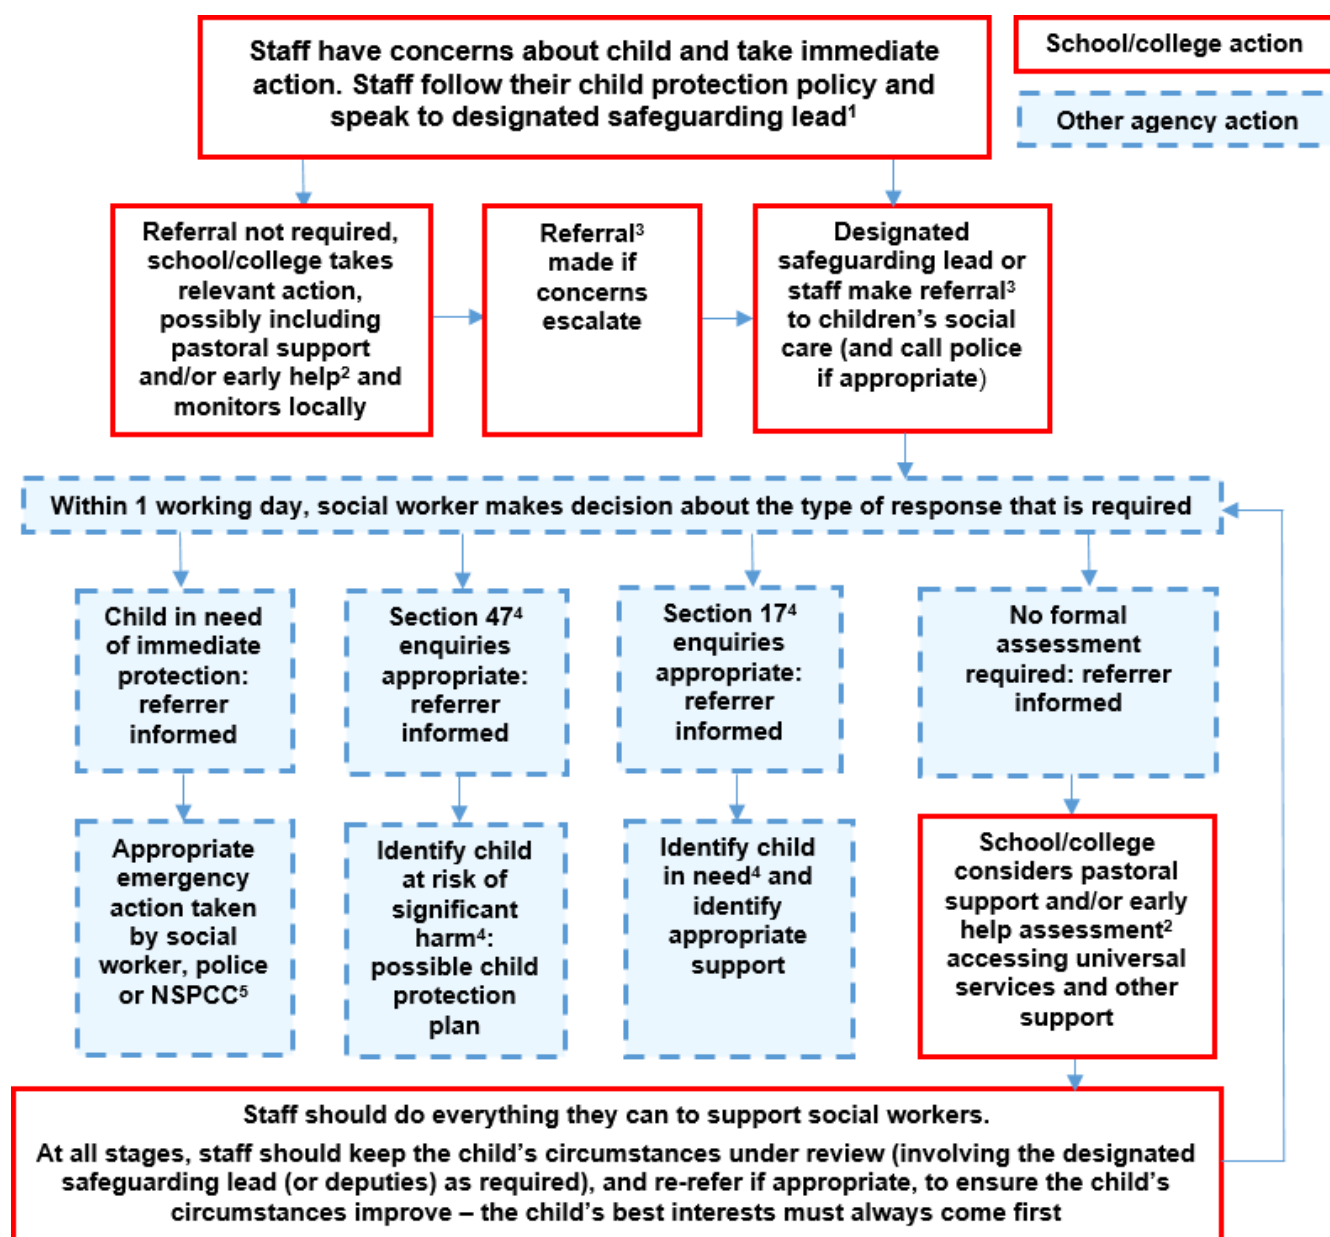 Staff have concerns about child and take immediate
action. Staff follow their child protection policy and
speak to designated safeguarding lead¹
School/college action
Other agency action
Referral not required,
school/college takes
relevant action,
possibly including
pastoral support
and/or early help² and
monitors locally
Referral³
made if
concerns
escalate
Designated
safeguarding lead or
staff make referral³
to children’s social
care (and call police
if appropriate)
Within 1 working day, social worker makes decision about the type of response that is required
Child in need
of immediate
protection:
referrer
informed
Section 47⁴
enquiries
appropriate:
referrer
informed
Section 17⁴
enquiries
appropriate:
referrer
informed
No formal
assessment
required: referrer
informed
Appropriate
emergency
action taken
by social
worker, police
or NSPCC⁵
Identify child
at risk of
significant
harm⁴:
possible child
protection
plan
Identify child
in need⁴ and
identify
appropriate
support
School/college
considers pastoral
support and/or early
help assessment²
accessing universal
services and other
support
Staff should do everything they can to support social workers.
At all stages, staff should keep the child’s circumstances under review (involving the designated
safeguarding lead (or deputies) as required), and re-refer if appropriate, to ensure the child’s
circumstances improve – the child’s best interests must always come first